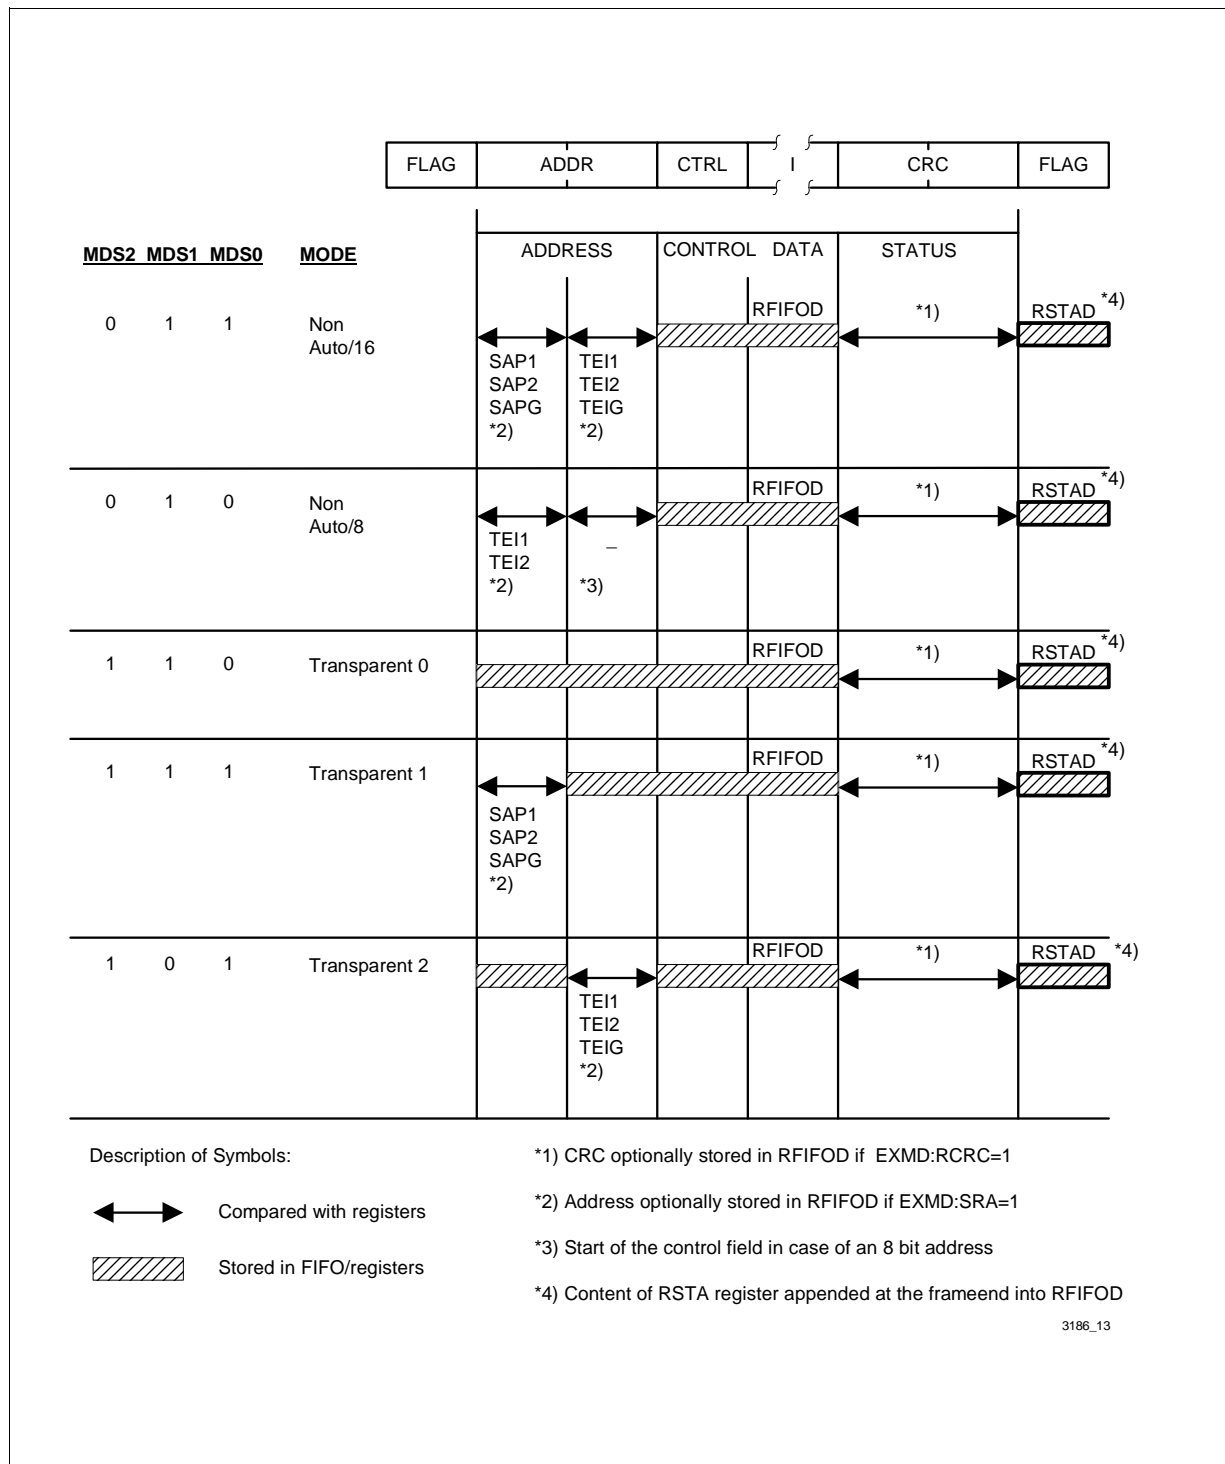 FLAG ADDR CTRL I CRC FLAG
MDS2 MDS1 MDS0 MODE ADDRESS CONTROL DATA STATUS
0 1 1 Non Auto/16 RFIFOD *1) RSTAD *4)
SAP1 TEI1
SAP2 TEI2
SAPG TEIG
*2) *2)
0 1 0 Non Auto/8 RFIFOD *1) RSTAD *4)
TEI1 –
TEI2
*2) *3)
1 1 0 Transparent 0 RFIFOD *1) RSTAD *4)
1 1 1 Transparent 1 RFIFOD *1) RSTAD *4)
SAP1
SAP2
SAPG
*2)
1 0 1 Transparent 2 RFIFOD *1) RSTAD *4)
TEI1
TEI2
TEIG
*2)
Description of Symbols:
Compared with registers
Stored in FIFO/registers
*1) CRC optionally stored in RFIFOD if EXMD:RCRC=1
*2) Address optionally stored in RFIFOD if EXMD:SRA=1
*3) Start of the control field in case of an 8 bit address
*4) Content of RSTA register appended at the frameend into RFIFOD
3186_13